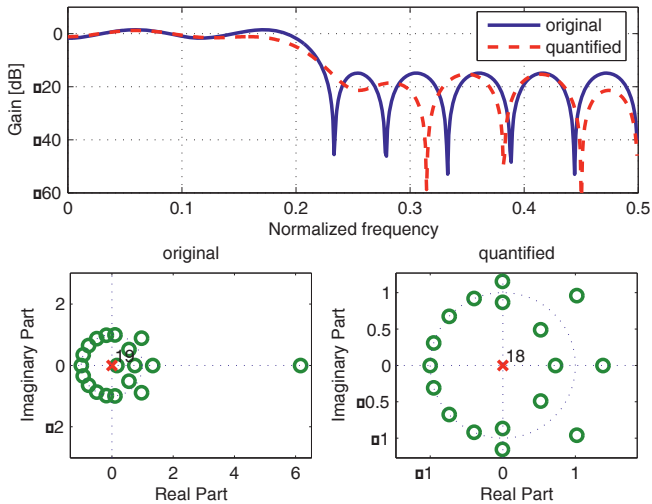 original
quantified
Gain [dB]
0
▯20
▯40
▯60
0
0.1
0.2
0.3
0.4
0.5
Normalized frequency
original
Imaginary Part
2
0
▯2
19
0
2
4
6
Real Part
quantified
Imaginary Part
1
0.5
0
▯0.5
▯1
18
▯1
0
1
Real Part